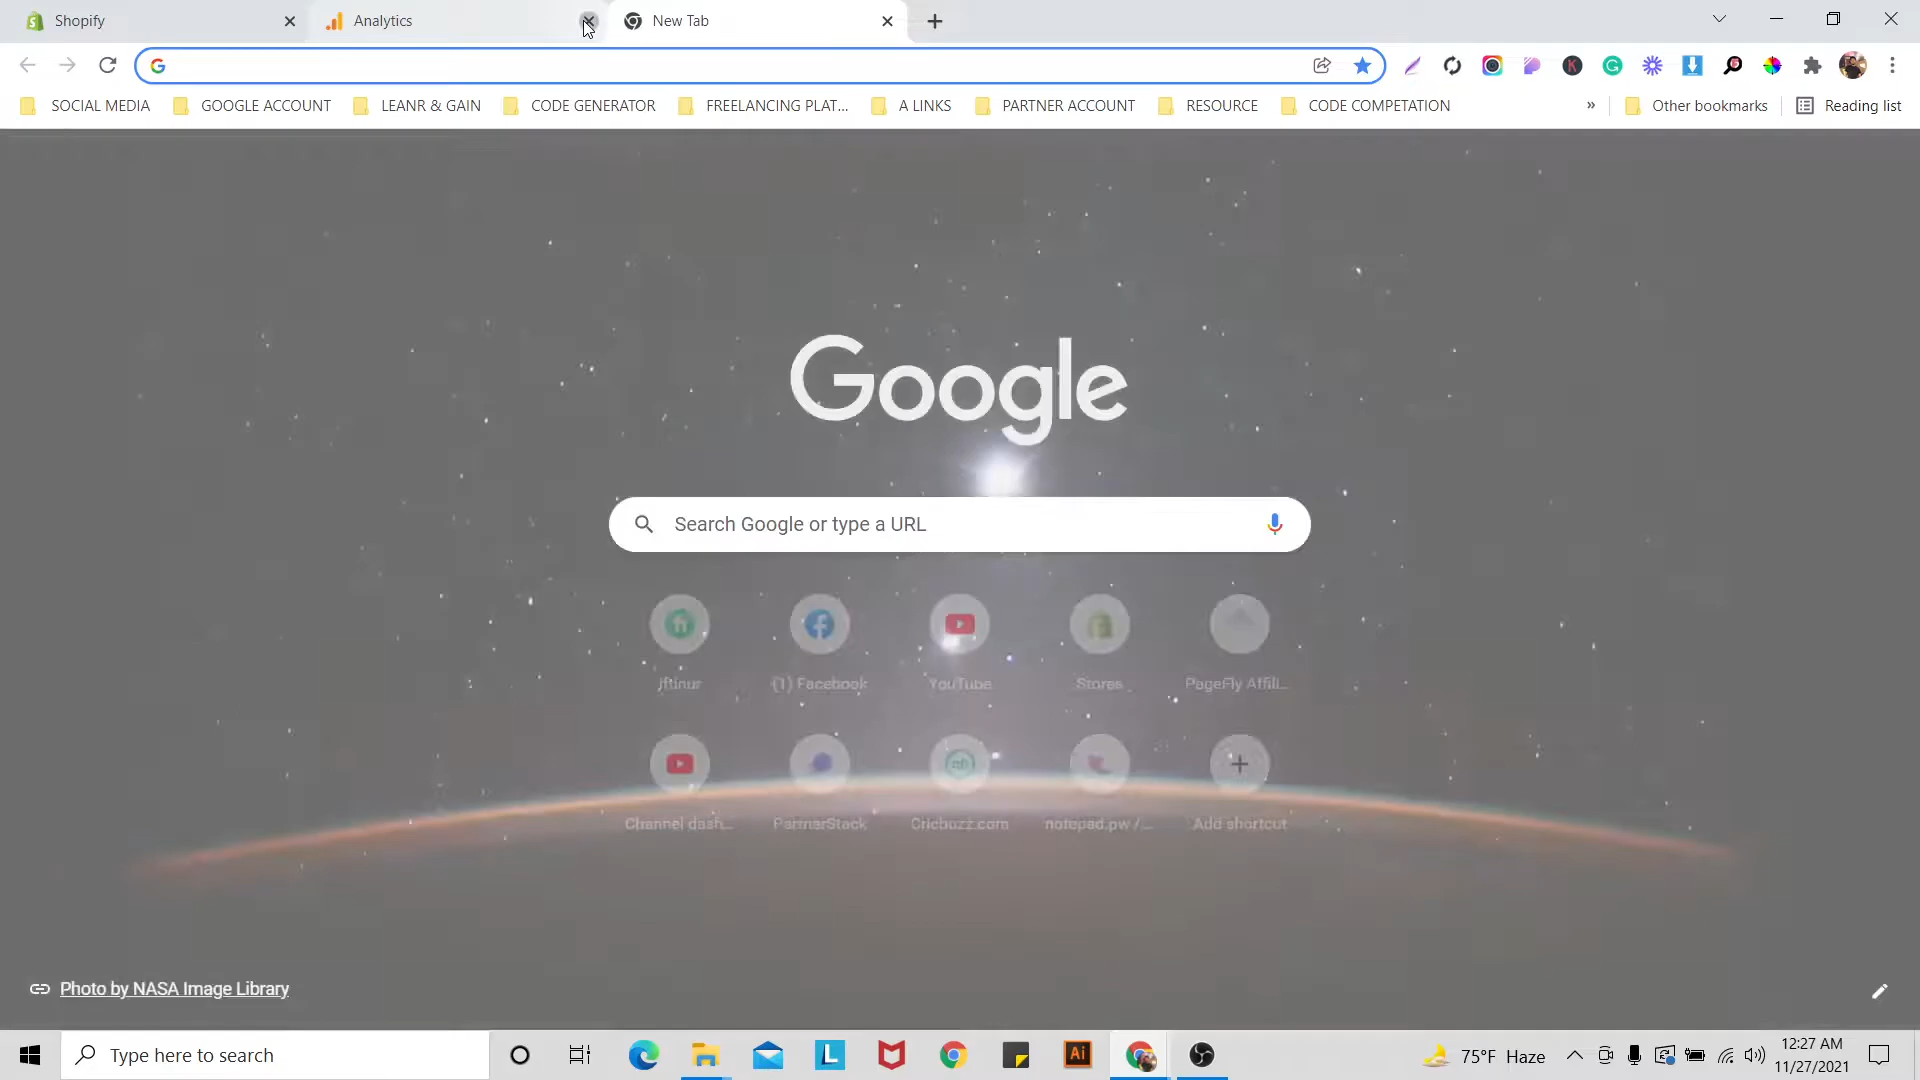 Shopify
Analytics
New Tab
SOCIAL MEDIA
GOOGLE ACCOUNT
LEANR & GAIN
CODE GENERATOR
FREELANCING PLAT...
A LINKS
PARTNER ACCOUNT
RESOURCE
CODE COMPETATION
»
Other bookmarks
Reading list
Google
Search Google or type a URL
(1) Facebook
YouTube
Stores
PageFly Affili...
Channel dash...
PartnerStack
Cricbuzz.com
notepad.pw /...
Add shortcut
Photo by NASA Image Library
Type here to search
75°F Haze
12:27 AM
11/27/2021